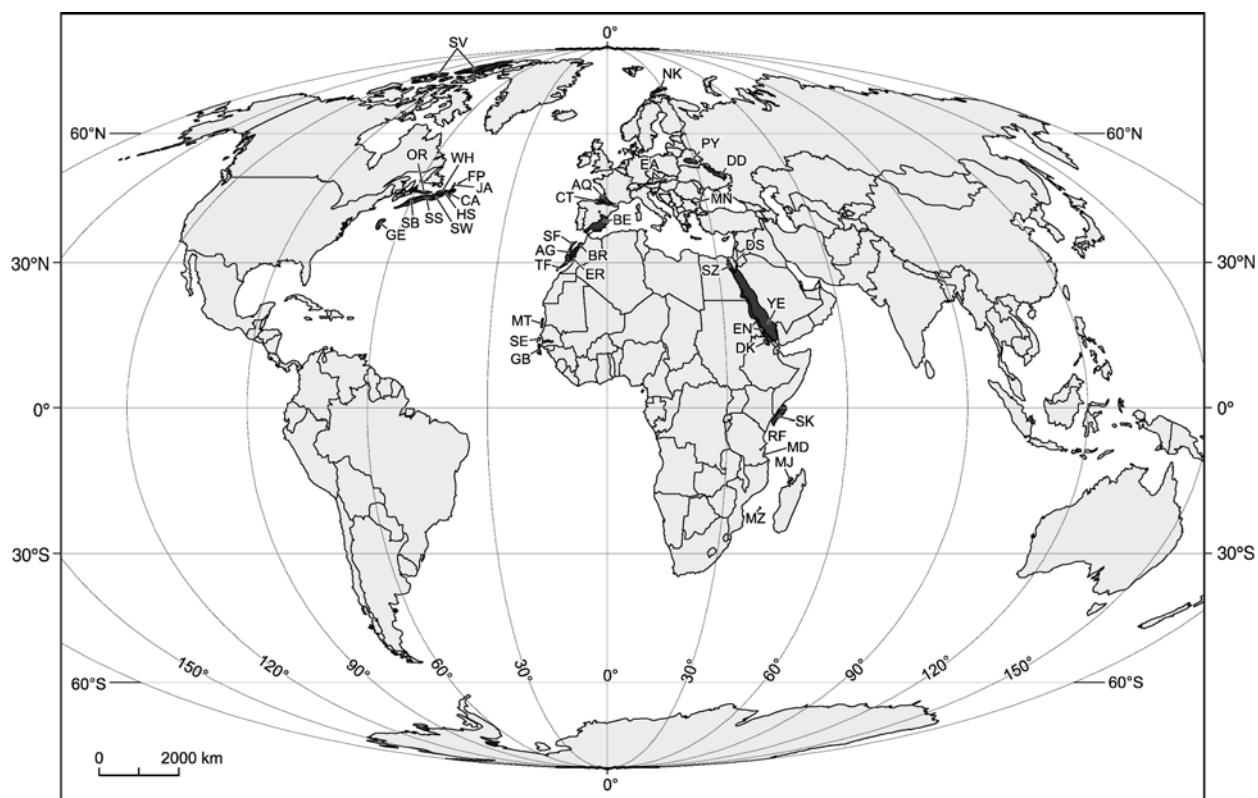 0°
SV
NK
60°N
60°N
PY
OR
WH
EA
DD
FP
AQ
JA
CT
CA
MN
HS
BE
SB
SS
SW
GE
SF
DS
AG
BR
30°N
TF
ER
SZ
30°N
YE
MT
EN
SE
DK
GB
0°
0°
SK
RF
MD
MJ
MZ
30°S
30°S
150°
120°
90°
60°
30°
0°
30°
60°
90°
120°
150°
60°S
60°S
0
2000 km
0°